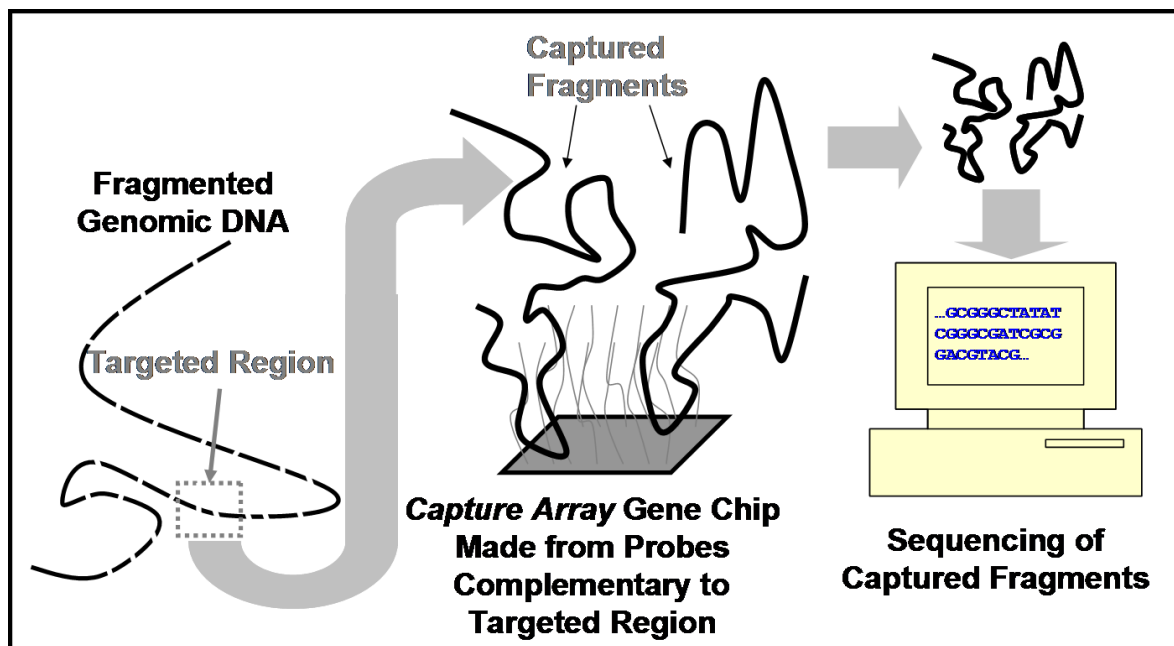 Captured
Fragments
Fragmented
Genomic DNA
Targeted Region
Capture Array Gene Chip
Made from Probes
Complementary to
Targeted Region
...GCGGGCTATAT
CGGGCGATCGCG
GACGTACG...
Sequencing of
Captured Fragments